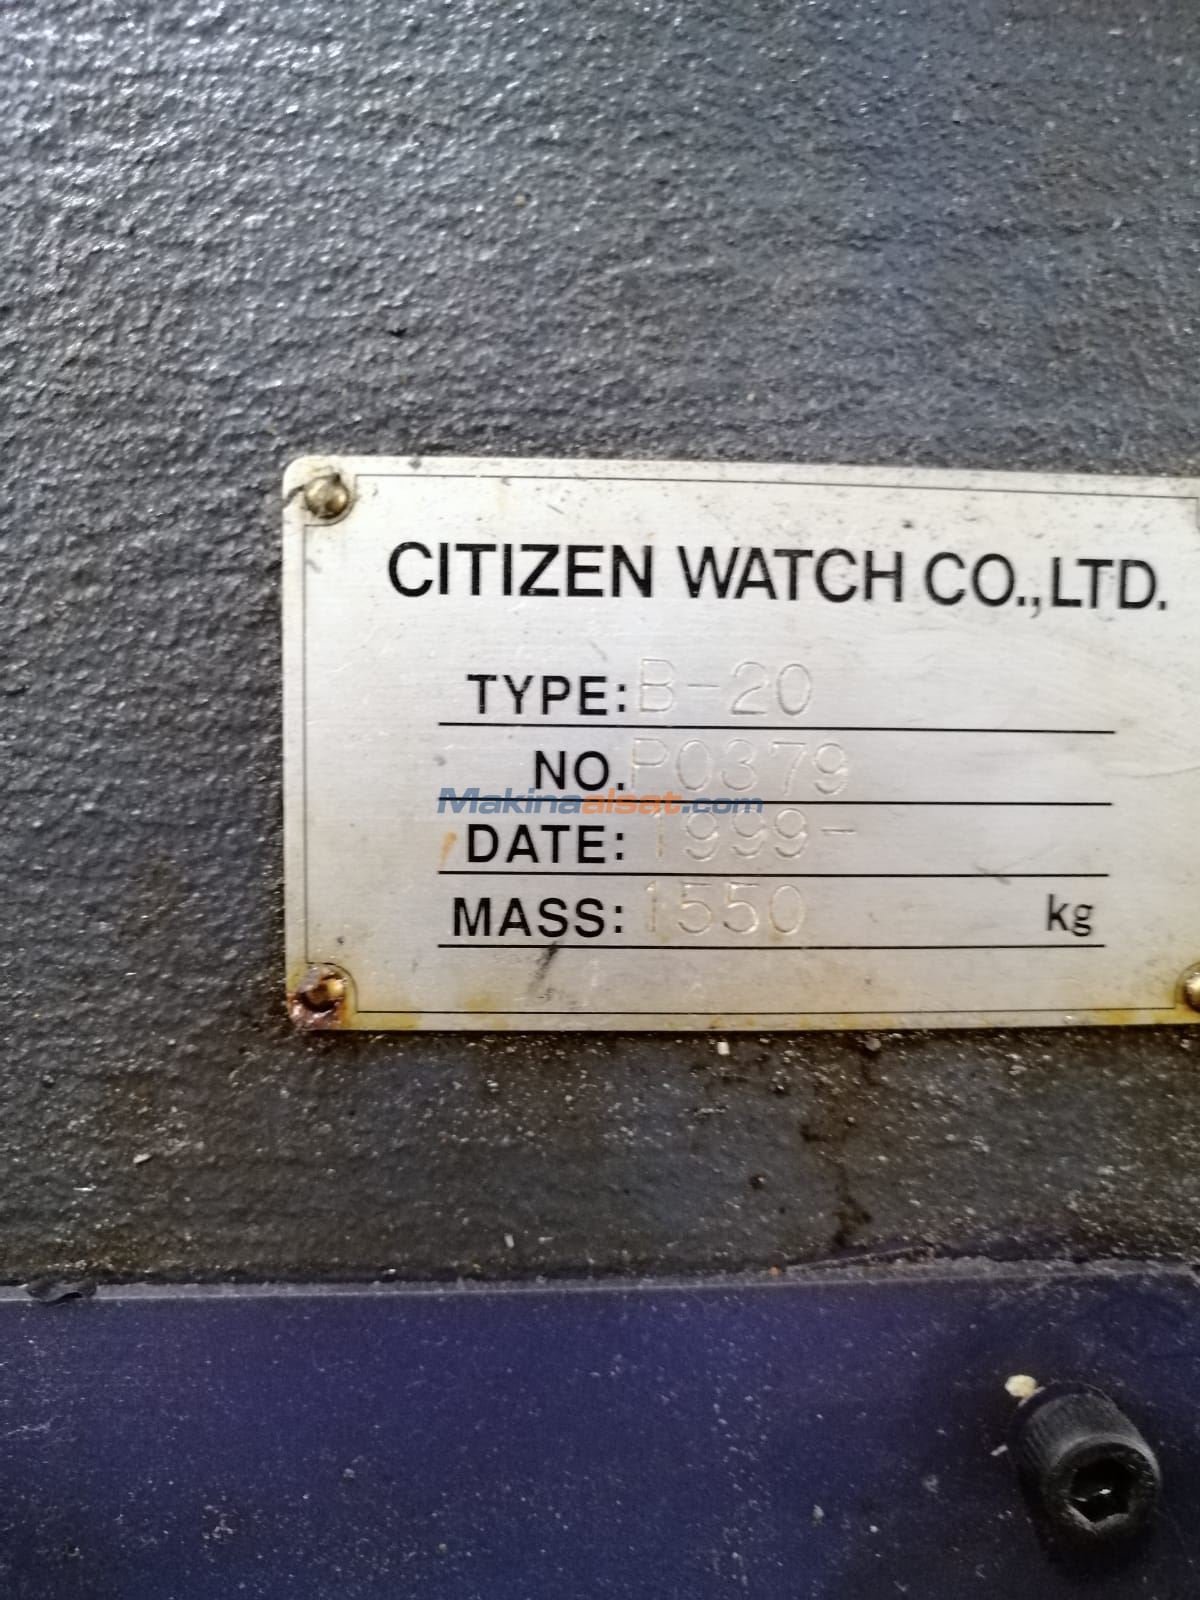 CITIZEN WATCH CO.,LTD.
TYPE: B-20
NO. P0379
Makinaalsat.com
DATE: 1999-
MASS: 1550 kg